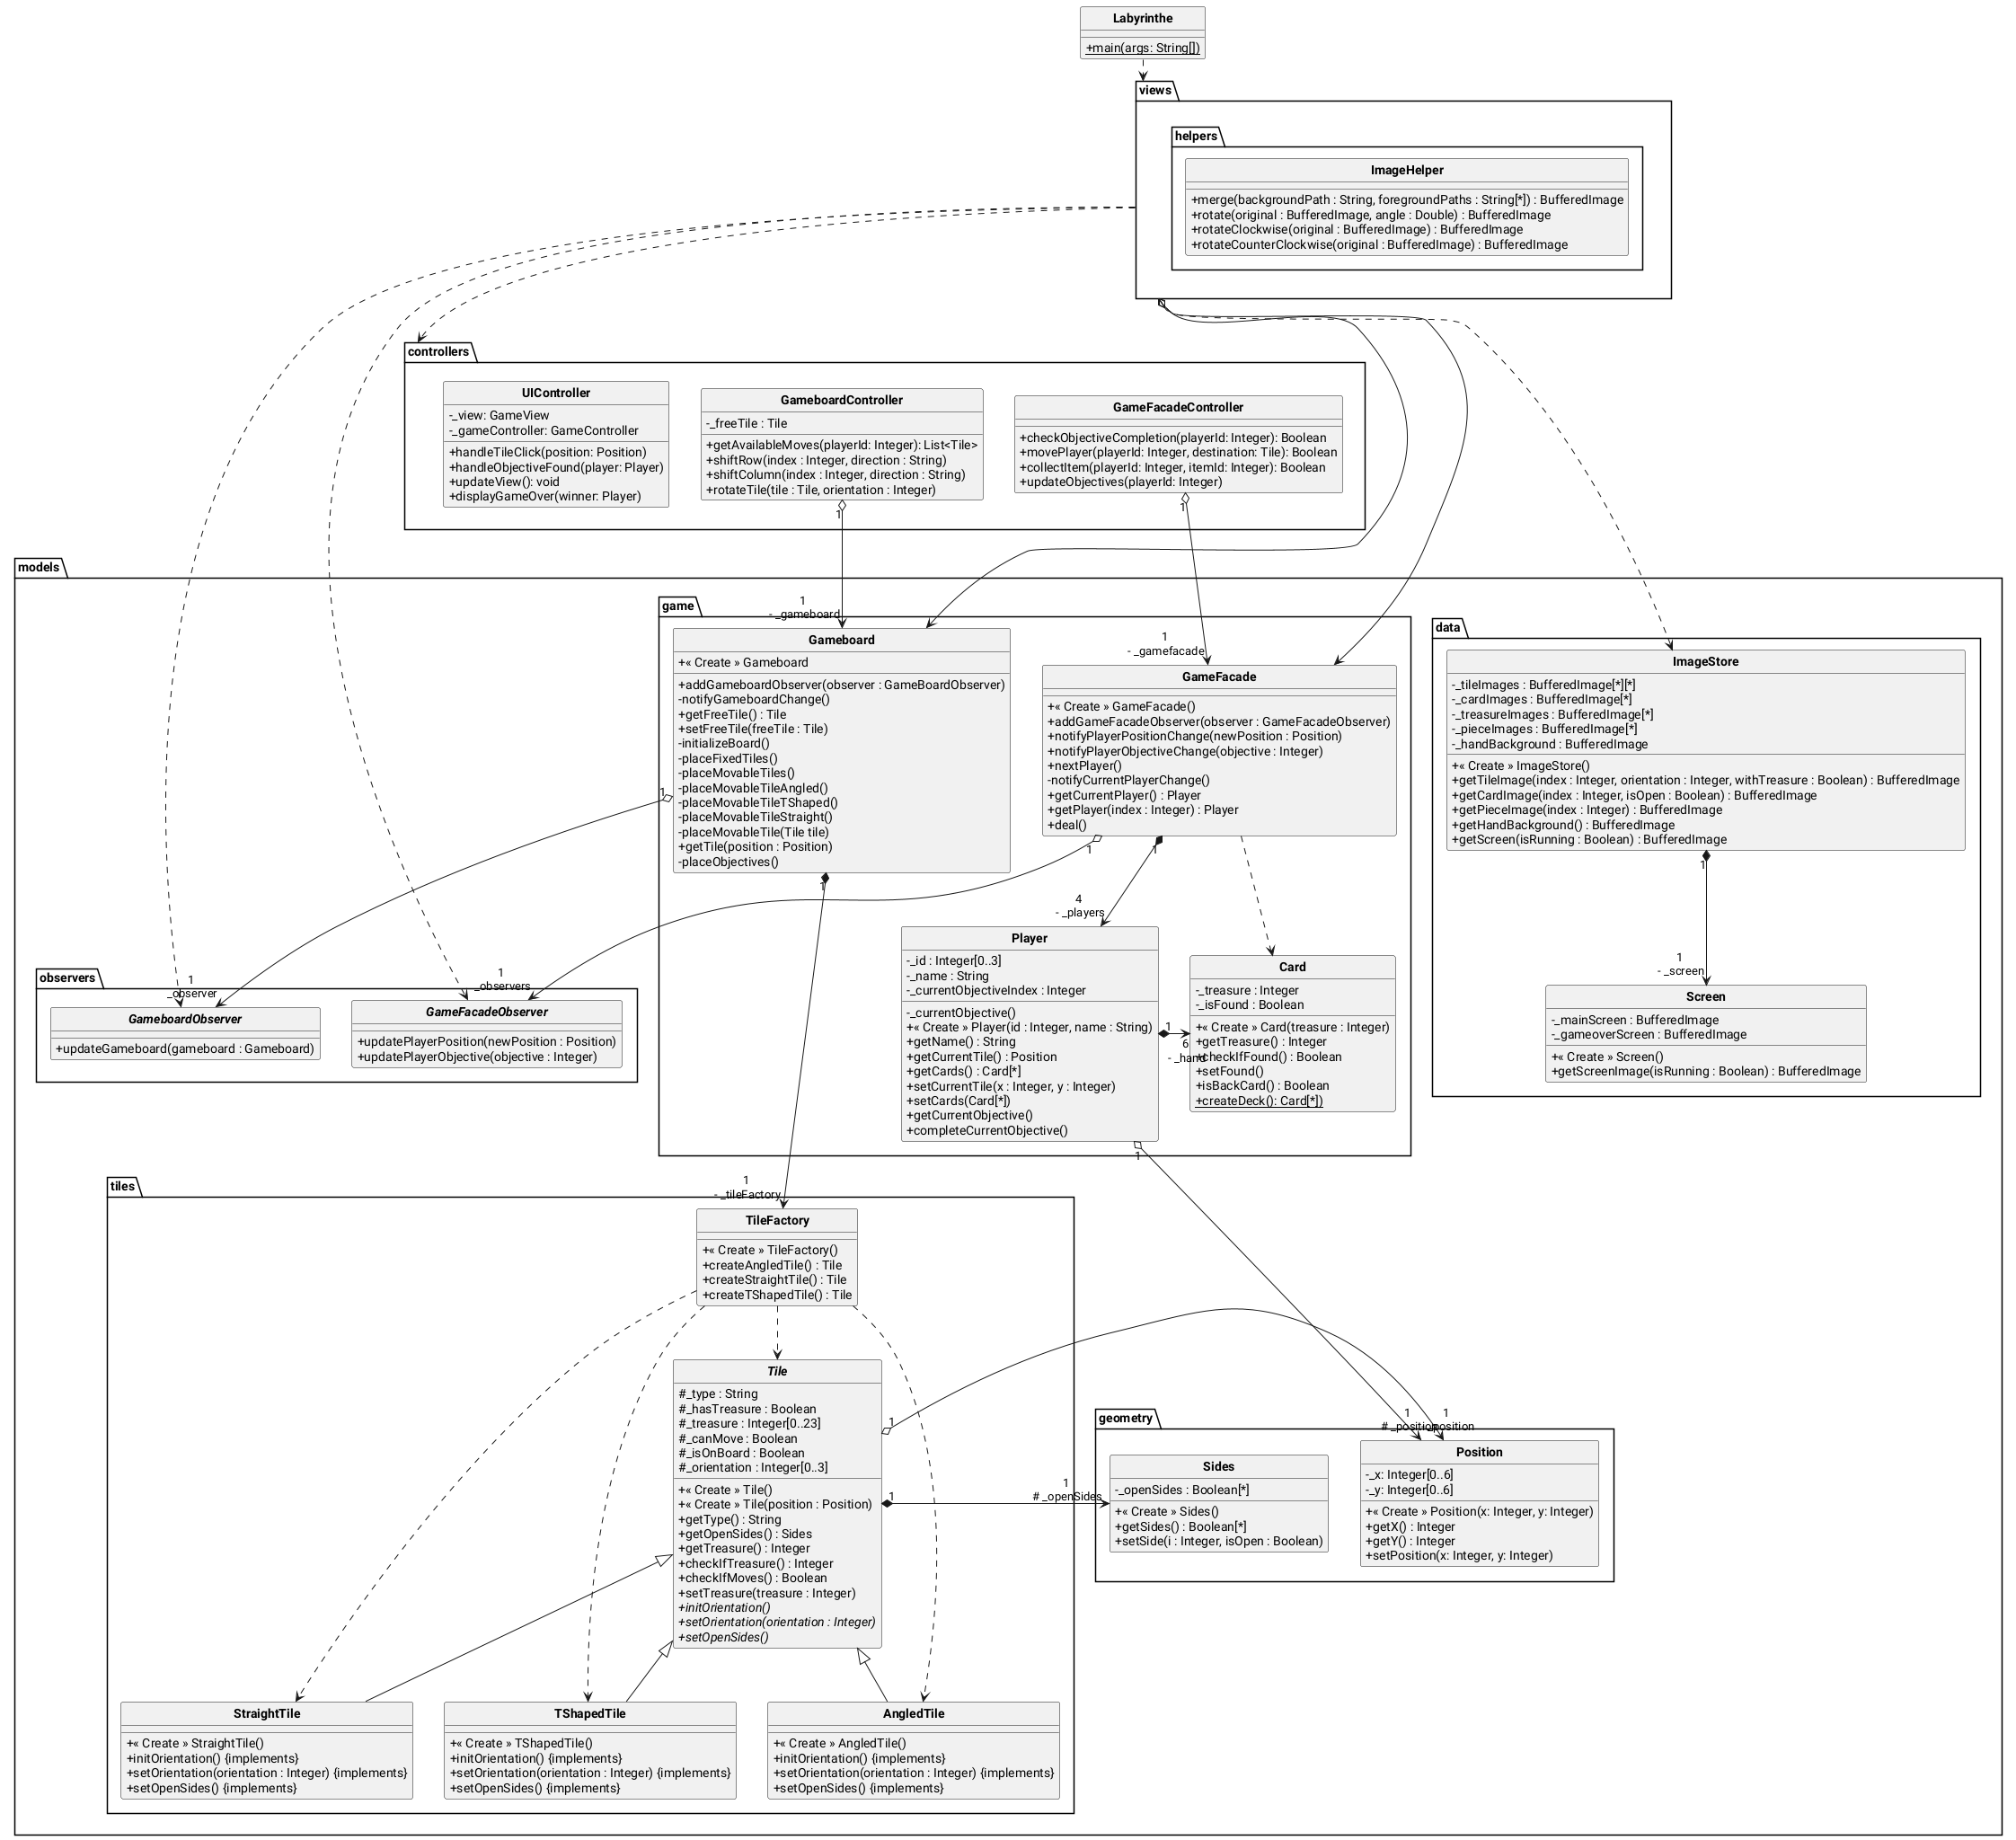 Labyrinthe
+main(args: String[])
views
helpers
ImageHelper
+merge(backgroundPath : String, foregroundPaths : String[*]) : BufferedImage
+rotate(original : BufferedImage, angle : Double) : BufferedImage
+rotateClockwise(original : BufferedImage) : BufferedImage
+rotateCounterClockwise(original : BufferedImage) : BufferedImage
controllers
UIController
-_view: GameView
-_gameController: GameController
+handleTileClick(position: Position)
+handleObjectiveFound(player: Player)
+updateView(): void
+displayGameOver(winner: Player)
GameboardController
-_freeTile : Tile
+getAvailableMoves(playerId: Integer): List<Tile>
+shiftRow(index : Integer, direction : String)
+shiftColumn(index : Integer, direction : String)
+rotateTile(tile : Tile, orientation : Integer)
1
GameFacadeController
+checkObjectiveCompletion(playerId: Integer): Boolean
+movePlayer(playerId: Integer, destination: Tile): Boolean
+collectItem(playerId: Integer, itemId: Integer): Boolean
+updateObjectives(playerId: Integer)
1
models
game
1
- _gameboard
Gameboard
+« Create » Gameboard
+addGameboardObserver(observer : GameBoardObserver)
-notifyGameboardChange()
+getFreeTile() : Tile
+setFreeTile(freeTile : Tile)
-initializeBoard()
-placeFixedTiles()
-placeMovableTiles()
-placeMovableTileAngled()
-placeMovableTileTShaped()
-placeMovableTileStraight()
-placeMovableTile(Tile tile)
+getTile(position : Position)
-placeObjectives()
1
1
1
- _gamefacade
GameFacade
+« Create » GameFacade()
+addGameFacadeObserver(observer : GameFacadeObserver)
+notifyPlayerPositionChange(newPosition : Position)
+notifyPlayerObjectiveChange(objective : Integer)
+nextPlayer()
-notifyCurrentPlayerChange()
+getCurrentPlayer() : Player
+getPlayer(index : Integer) : Player
+deal()
1
1
data
ImageStore
-_tileImages : BufferedImage[*][*]
-_cardImages : BufferedImage[*]
-_treasureImages : BufferedImage[*]
-_pieceImages : BufferedImage[*]
-_handBackground : BufferedImage
+« Create » ImageStore()
+getTileImage(index : Integer, orientation : Integer, withTreasure : Boolean) : BufferedImage
+getCardImage(index : Integer, isOpen : Boolean) : BufferedImage
+getPieceImage(index : Integer) : BufferedImage
+getHandBackground() : BufferedImage
+getScreen(isRunning : Boolean) : BufferedImage
1
1
- _screen
Screen
-_mainScreen : BufferedImage
-_gameoverScreen : BufferedImage
+« Create » Screen()
+getScreenImage(isRunning : Boolean) : BufferedImage
4
- _players
Player
-_id : Integer[0..3]
-_name : String
-_currentObjectiveIndex : Integer
-_currentObjective()
+« Create » Player(id : Integer, name : String)
+getName() : String
+getCurrentTile() : Position
+getCards() : Card[*]
+setCurrentTile(x : Integer, y : Integer)
+setCards(Card[*])
+getCurrentObjective()
+completeCurrentObjective()
1
1
6
- _hand
Card
-_treasure : Integer
-_isFound : Boolean
+« Create » Card(treasure : Integer)
+getTreasure() : Integer
+checkIfFound() : Boolean
+setFound()
+isBackCard() : Boolean
+createDeck(): Card[*])
observers
1
_observer
GameboardObserver
+updateGameboard(gameboard : Gameboard)
1
_observers
GameFacadeObserver
+updatePlayerPosition(newPosition : Position)
+updatePlayerObjective(objective : Integer)
tiles
1
- _tileFactory
TileFactory
+« Create » TileFactory()
+createAngledTile() : Tile
+createStraightTile() : Tile
+createTShapedTile() : Tile
Tile
#_type : String
#_hasTreasure : Boolean
#_treasure : Integer[0..23]
#_canMove : Boolean
#_isOnBoard : Boolean
#_orientation : Integer[0..3]
+« Create » Tile()
+« Create » Tile(position : Position)
+getType() : String
+getOpenSides() : Sides
+getTreasure() : Integer
+checkIfTreasure() : Integer
+checkIfMoves() : Boolean
+setTreasure(treasure : Integer)
+initOrientation()
+setOrientation(orientation : Integer)
+setOpenSides()
1
1
geometry
1
# _openSides
Sides
-_openSides : Boolean[*]
+« Create » Sides()
+getSides() : Boolean[*]
+setSide(i : Integer, isOpen : Boolean)
1
# _position
1
_position
Position
-_x: Integer[0..6]
-_y: Integer[0..6]
+« Create » Position(x: Integer, y: Integer)
+getX() : Integer
+getY() : Integer
+setPosition(x: Integer, y: Integer)
StraightTile
+« Create » StraightTile()
+initOrientation() {implements}
+setOrientation(orientation : Integer) {implements}
+setOpenSides() {implements}
TShapedTile
+« Create » TShapedTile()
+initOrientation() {implements}
+setOrientation(orientation : Integer) {implements}
+setOpenSides() {implements}
AngledTile
+« Create » AngledTile()
+initOrientation() {implements}
+setOrientation(orientation : Integer) {implements}
+setOpenSides() {implements}